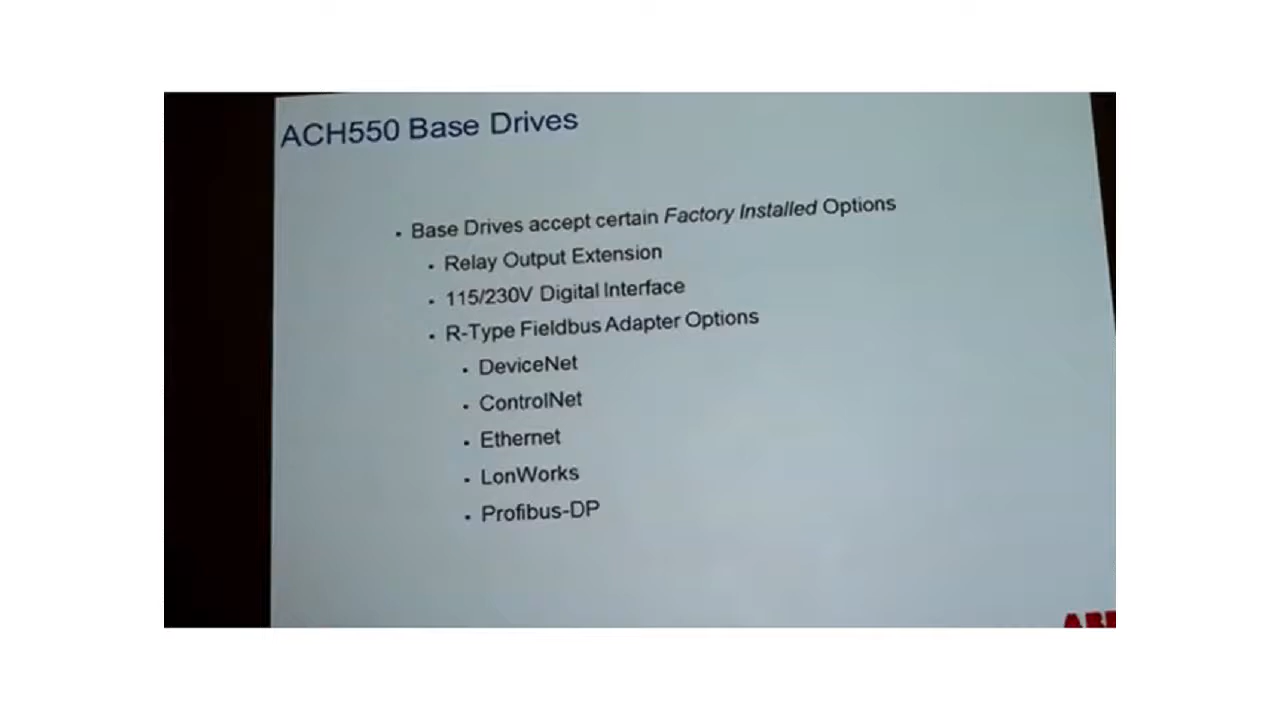 ACH550 Base Drives
• Base Drives accept certain Factory Installed Options
• Relay Output Extension
• 115/230V Digital Interface
• R-Type Fieldbus Adapter Options
• DeviceNet
• ControlNet
• Ethernet
• LonWorks
• Profibus-DP